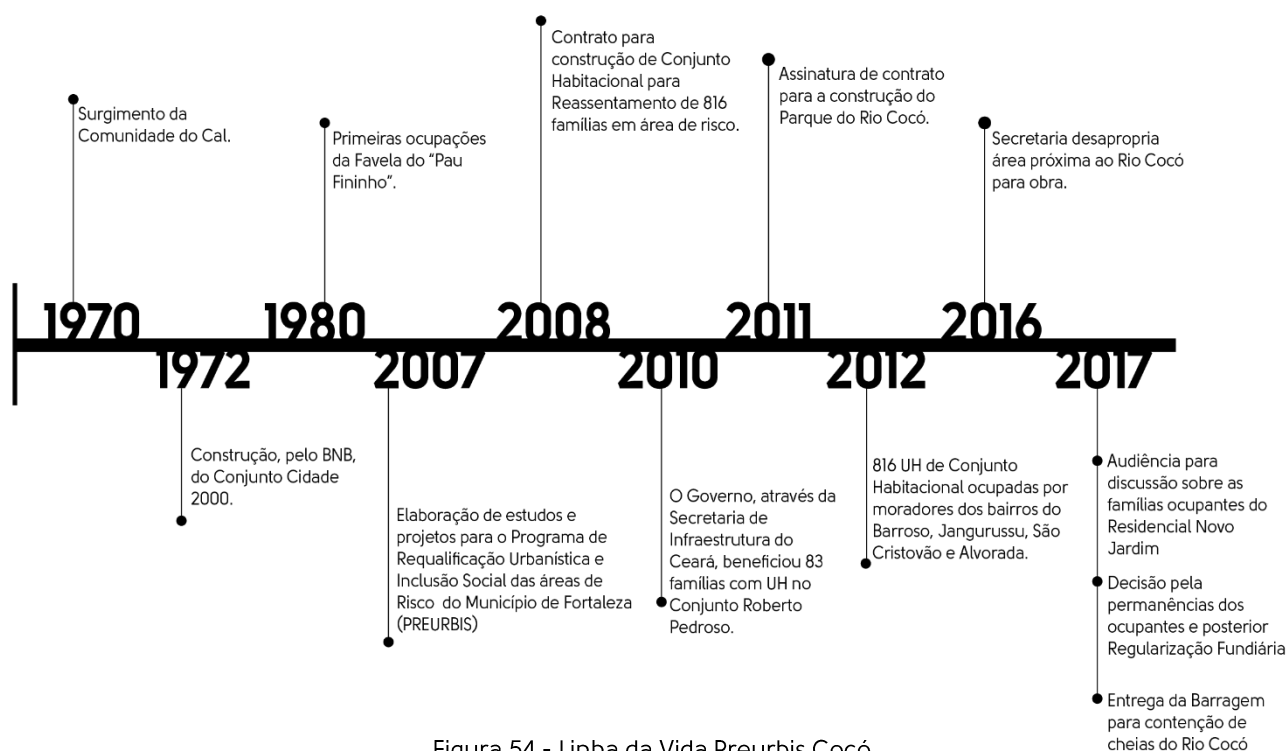 Surgimento da
Comunidade do Cal.
Primeiras ocupações
da Favela do “Pau
Fininho”.
Contrato para
construção de Conjunto
Habitacional para
Reassentamento de 816
famílias em área de risco.
Assinatura de contrato
para a construção do
Parque do Rio Cocó.
Secretaria desapropria
área próxima ao Rio Cocó
para obra.
1970
1980
2008
2011
2016
1972
2007
2010
2012
2017
Construção, pelo BNB,
do Conjunto Cidade
2000.
Elaboração de estudos e
projetos para o Programa de
Requalificação Urbanística e
Inclusão Social das áreas de
Risco do Município de Fortaleza
(PREURBIS)
O Governo, através da
Secretaria de
Infraestrutura do
Ceará, beneficiou 83
famílias com UH no
Conjunto Roberto
Pedroso.
816 UH de Conjunto
Habitacional ocupadas por
moradores dos bairros do
Barroso, Jangurussu, São
Cristovão e Alvorada.
Audiência para
discussão sobre as
famílias ocupantes do
Residencial Novo
Jardim
Decisão pela
permanências dos
ocupantes e posterior
Regularização Fundiária
Entrega da Barragem
para contenção de
cheias do Rio Cocó
Figura 54 - Linha da Vida Preurbis Cocó